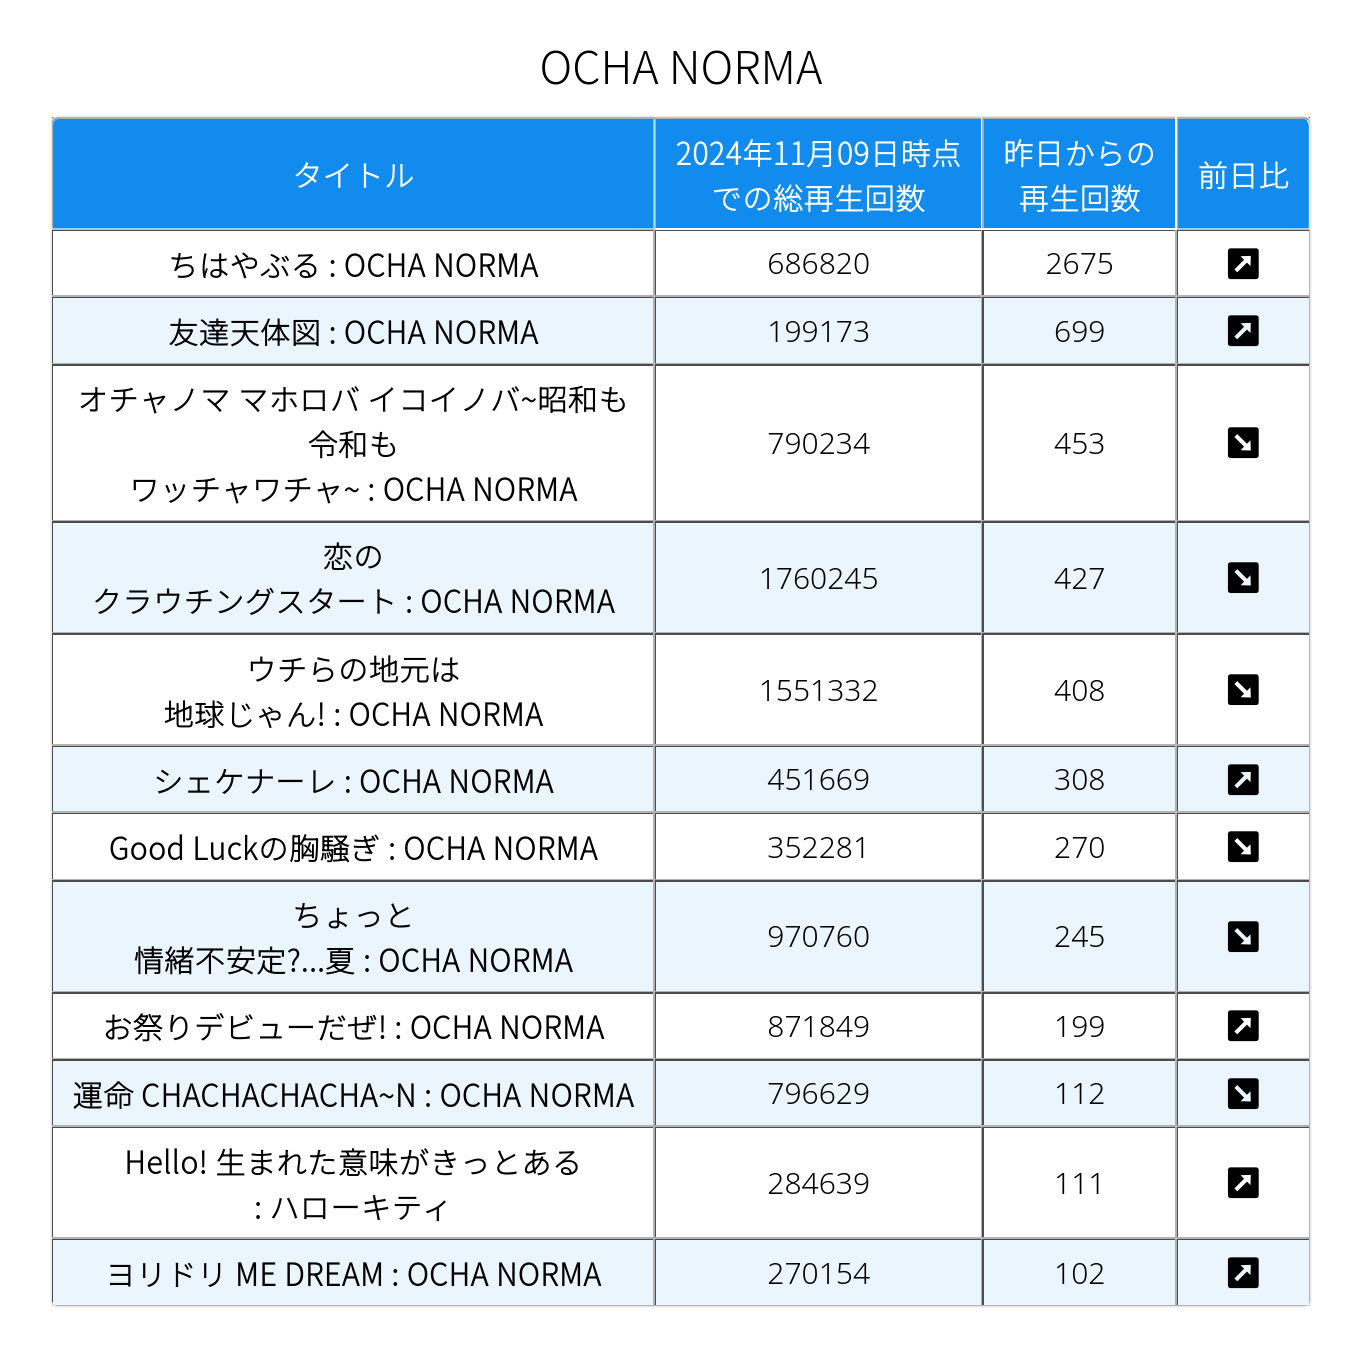 OCHA NORMA
タイトル
2024年11月09日時点
での総再生回数
昨日からの
再生回数
前日比
ちはやぶる : OCHA NORMA
686820
2675
↗
友達天体図 : OCHA NORMA
199173
699
↗
オチャノマ マホロバ イコイノバ~昭和も
令和も
ワッチャワチャ~ : OCHA NORMA
790234
453
↘
恋の
クラウチングスタート : OCHA NORMA
1760245
427
↘
ウチらの地元は
地球じゃん! : OCHA NORMA
1551332
408
↘
シェケナーレ : OCHA NORMA
451669
308
↗
Good Luckの胸騒ぎ : OCHA NORMA
352281
270
↘
ちょっと
情緒不安定?...夏 : OCHA NORMA
970760
245
↘
お祭りデビューだぜ! : OCHA NORMA
871849
199
↗
運命 CHACHACHACHA~N : OCHA NORMA
796629
112
↘
Hello! 生まれた意味がきっとある
: ハローキティ
284639
111
↗
ヨリドリ ME DREAM : OCHA NORMA
270154
102
↗